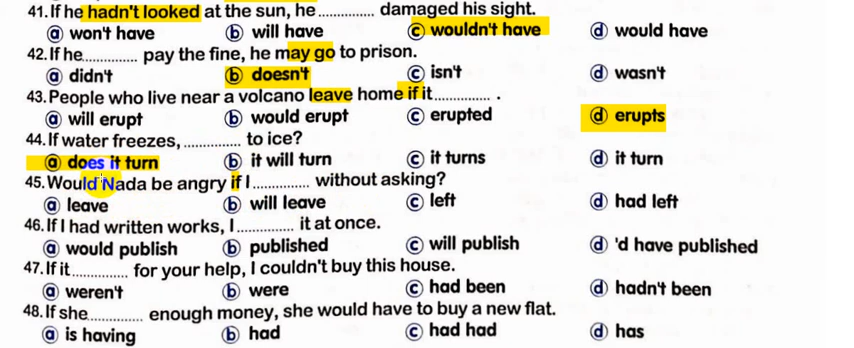 41. If he hadn't looked at the sun, he .............. damaged his sight.
ⓐ won't have ⓑ will have ⓒ wouldn't have ⓓ would have
42. If he.............. pay the fine, he may go to prison.
ⓐ didn't ⓑ doesn't ⓒ isn't ⓓ wasn't
43. People who live near a volcano leave home if it.............. .
ⓐ will erupt ⓑ would erupt ⓒ erupted ⓓ erupts
44. If water freezes, .............. to ice?
ⓐ does it turn ⓑ it will turn ⓒ it turns ⓓ it turn
45. Would Nada be angry if I .............. without asking?
ⓐ leave ⓑ will leave ⓒ left ⓓ had left
46. If I had written works, I .............. it at once.
ⓐ would publish ⓑ published ⓒ will publish ⓓ 'd have published
47. If it.............. for your help, I couldn't buy this house.
ⓐ weren't ⓑ were ⓒ had been ⓓ hadn't been
48. If she.............. enough money, she would have to buy a new flat.
ⓐ is having ⓑ had ⓒ had had ⓓ has